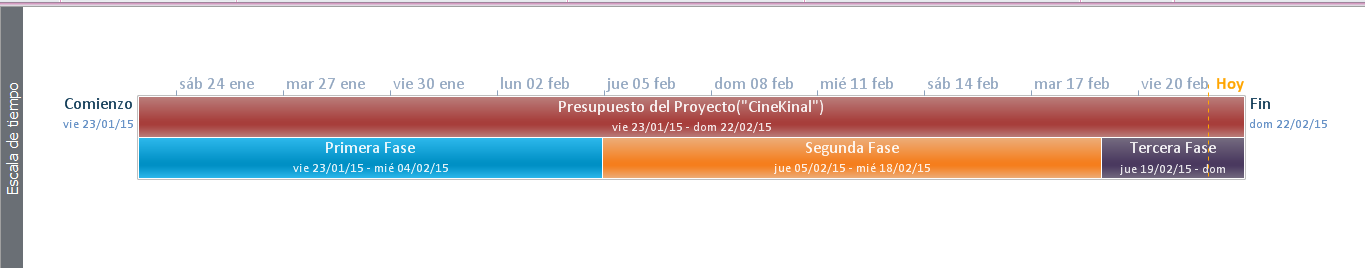 Escala de tiempo
sáb 24 ene mar 27 ene vie 30 ene lun 02 feb jue 05 feb dom 08 feb mié 11 feb sáb 14 feb mar 17 feb vie 20 feb Hoy
Comienzo
vie 23/01/15
Presupuesto del Proyecto("CineKinal")
vie 23/01/15 - dom 22/02/15
Fin
dom 22/02/15
Primera Fase
vie 23/01/15 - mié 04/02/15
Segunda Fase
jue 05/02/15 - mié 18/02/15
Tercera Fase
jue 19/02/15 - dom